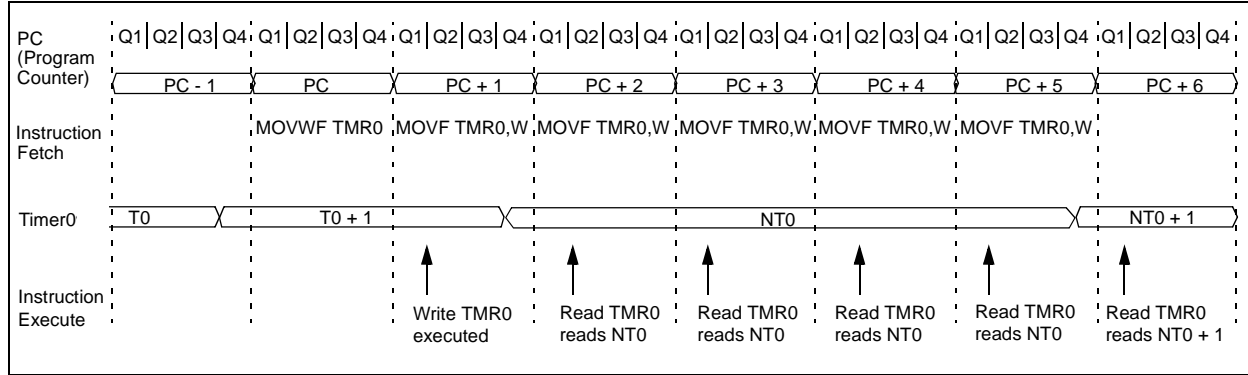 PC
(Program
Counter)
Q1 Q2 Q3 Q4 Q1 Q2 Q3 Q4 Q1 Q2 Q3 Q4 Q1 Q2 Q3 Q4 Q1 Q2 Q3 Q4 Q1 Q2 Q3 Q4 Q1 Q2 Q3 Q4 Q1 Q2 Q3 Q4
PC - 1 PC PC + 1 PC + 2 PC + 3 PC + 4 PC + 5 PC + 6
Instruction
Fetch
MOVWF TMR0 MOVF TMR0,W MOVF TMR0,W MOVF TMR0,W MOVF TMR0,W MOVF TMR0,W
Timer0 T0 T0 + 1 NT0 NT0 + 1
Instruction
Execute
Write TMR0
executed
Read TMR0
reads NT0
Read TMR0
reads NT0
Read TMR0
reads NT0
Read TMR0
reads NT0
Read TMR0
reads NT0 + 1